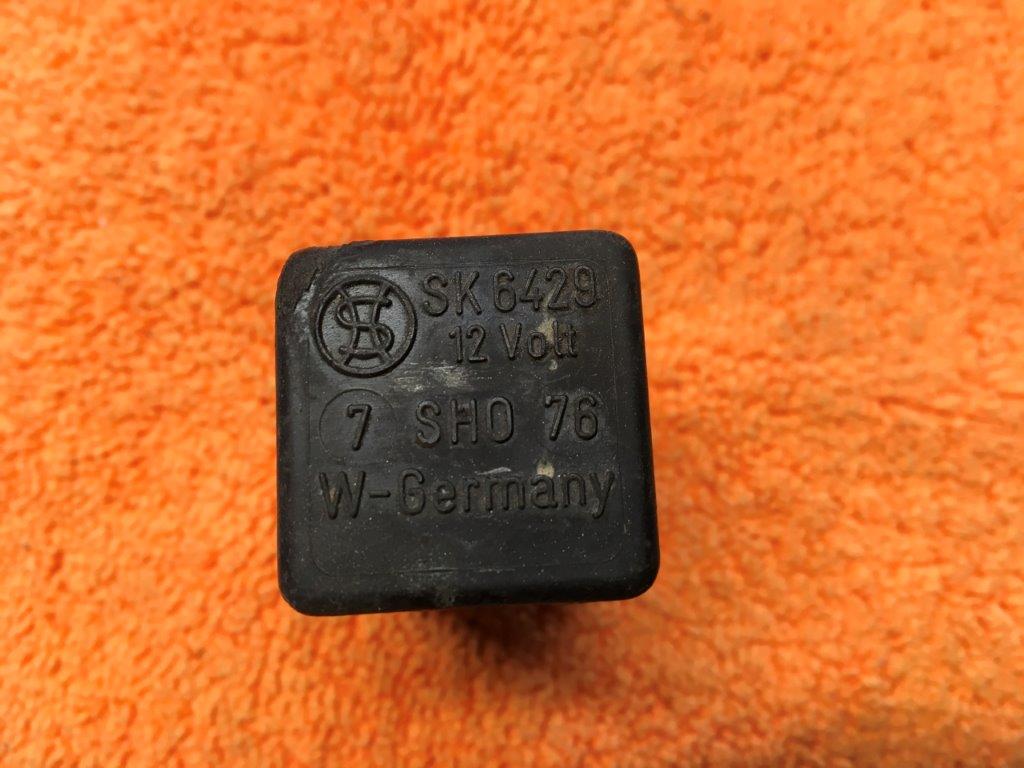 SK 6429
12 Volt
7 SHO 76
W-Germany